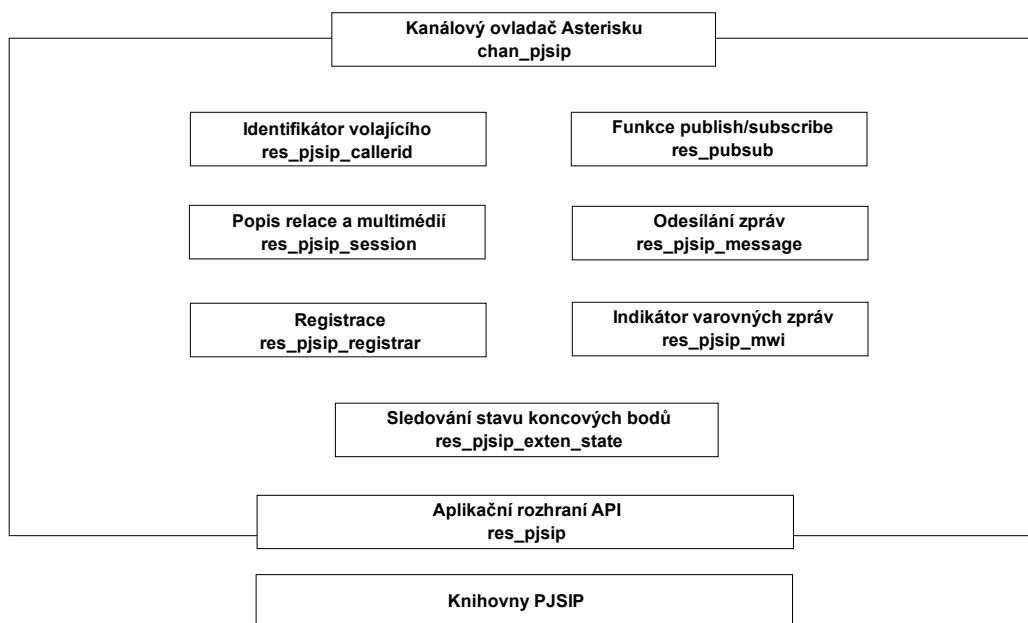 Kanálový ovladač Asterisku
chan_pjsip
Identifikátor volajícího
res_pjsip_callerid
Funkce publish/subscribe
res_pubsub
Popis relace a multimédií
res_pjsip_session
Odesílání zpráv
res_pjsip_message
Registrace
res_pjsip_registrar
Indikátor varovných zpráv
res_pjsip_mwi
Sledování stavu koncových bodů
res_pjsip_exten_state
Aplikační rozhraní API
res_pjsip
Knihovny PJSIP